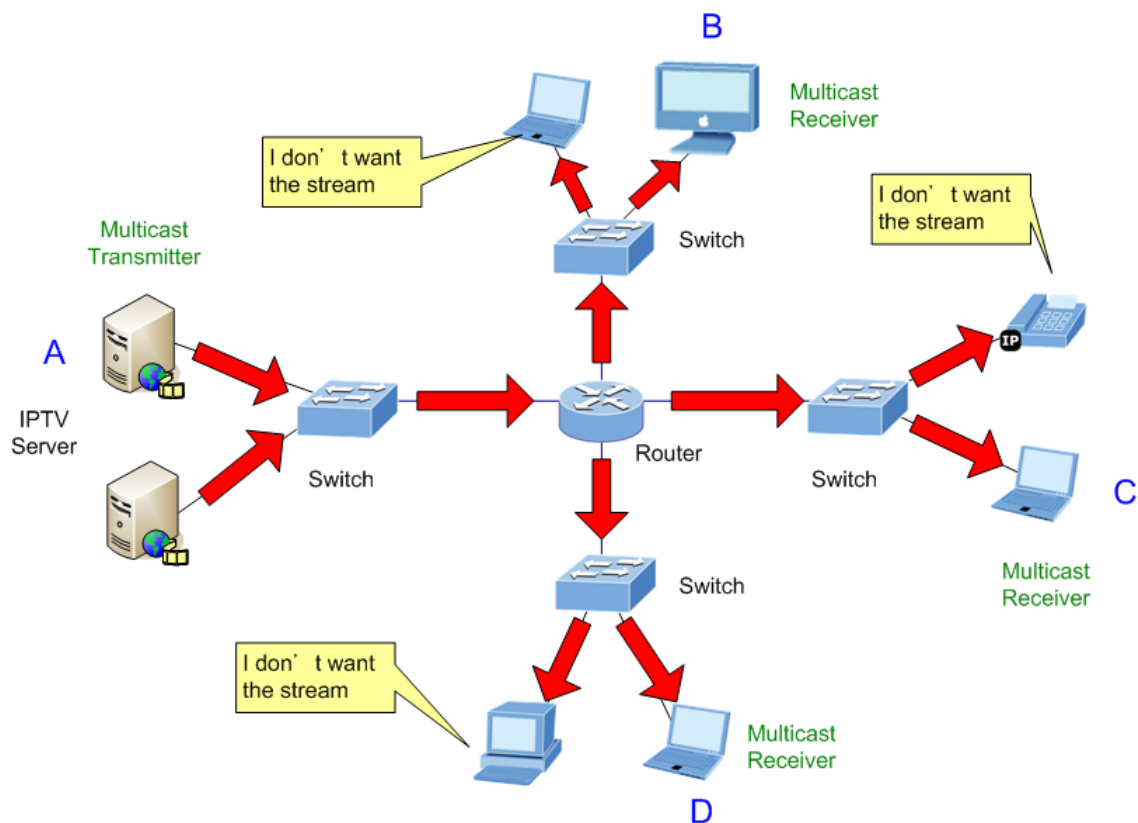 B
Multicast
Receiver
I don’t want
the stream
I don’t want
the stream
Switch
Multicast
Transmitter
A
IPTV
Server
Switch
Router
Switch
IP
C
Multicast
Receiver
Switch
I don’t want
the stream
Multicast
Receiver
D